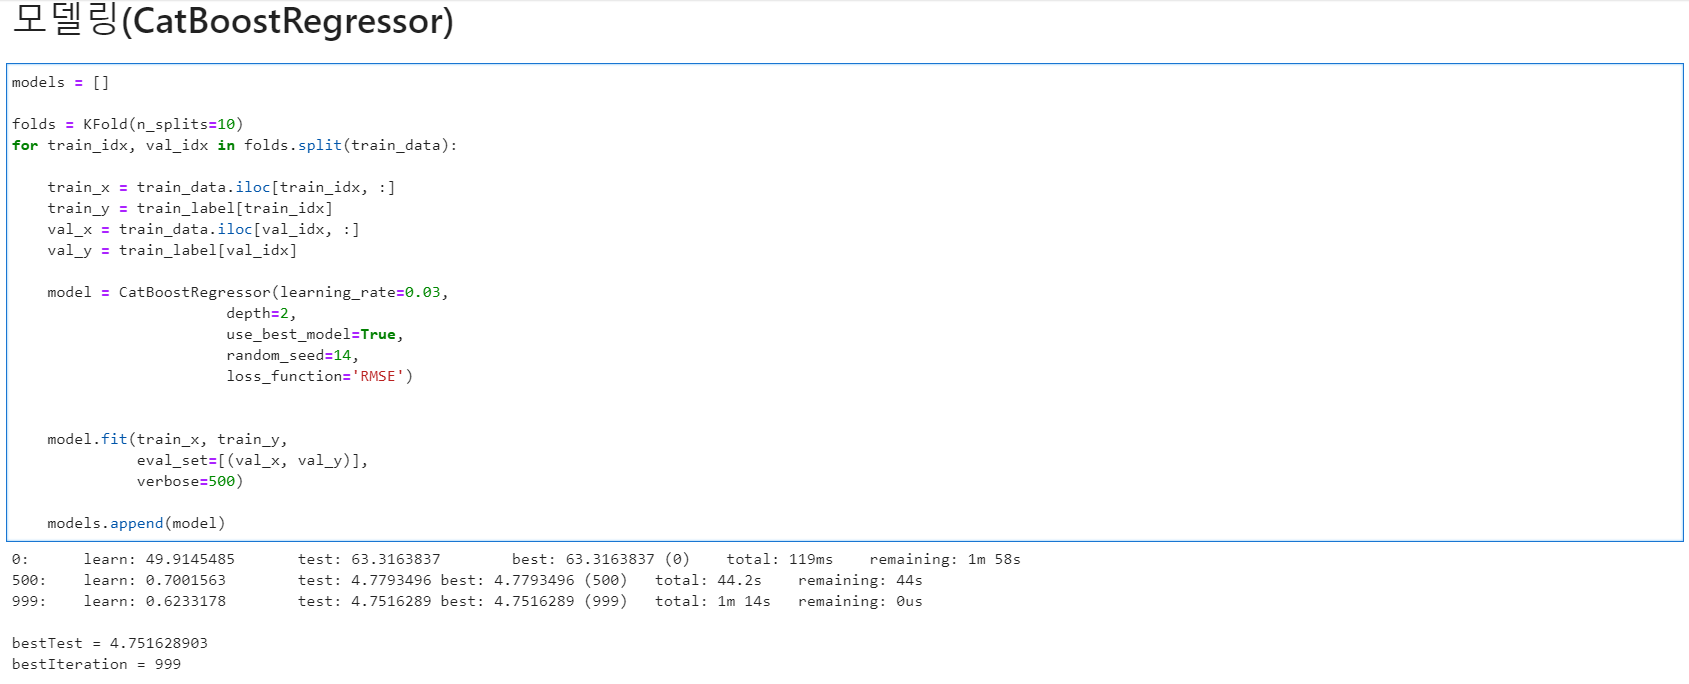 모델링(CatBoostRegressor)
models = []
folds = KFold(n_splits=10)
for train_idx, val_idx in folds.split(train_data):
    train_x = train_data.iloc[train_idx, :]
    train_y = train_label[train_idx]
    val_x = train_data.iloc[val_idx, :]
    val_y = train_label[val_idx]
    model = CatBoostRegressor(learning_rate=0.03,
                        depth=2,
                        use_best_model=True,
                        random_seed=14,
                        loss_function='RMSE')
    model.fit(train_x, train_y,
              eval_set=[(val_x, val_y)],
              verbose=500)
    models.append(model)
0:      learn: 49.9145485       test: 63.3163837        best: 63.3163837 (0)    total: 119ms    remaining: 1m 58s
500:    learn: 0.7001563        test: 4.7793496 best: 4.7793496 (500)   total: 44.2s    remaining: 44s
999:    learn: 0.6233178        test: 4.7516289 best: 4.7516289 (999)   total: 1m 14s   remaining: 0us
bestTest = 4.751628903
bestIteration = 999